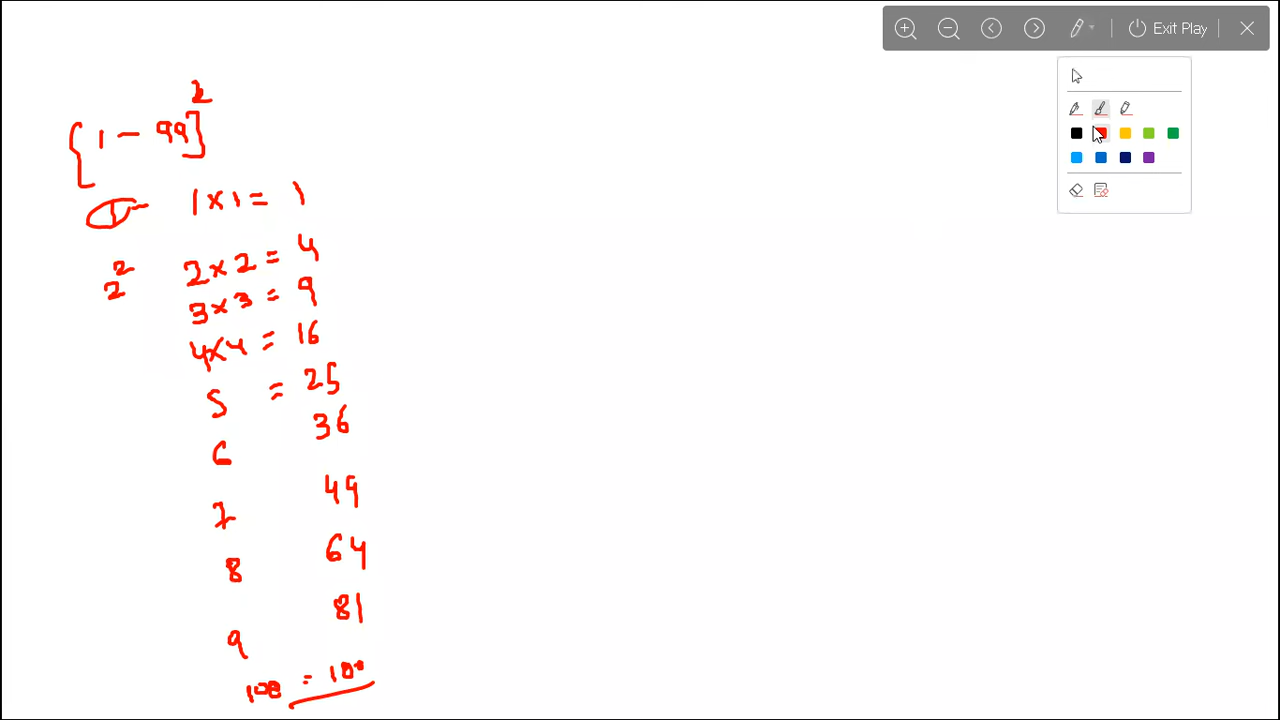 Exit Play
[1 - 99]²
1 1 × 1 = 1
2² 2 × 2 = 4
3 × 3 = 9
4 × 4 = 16
5 = 25
6 36
7 49
8 64
9 81
= 100